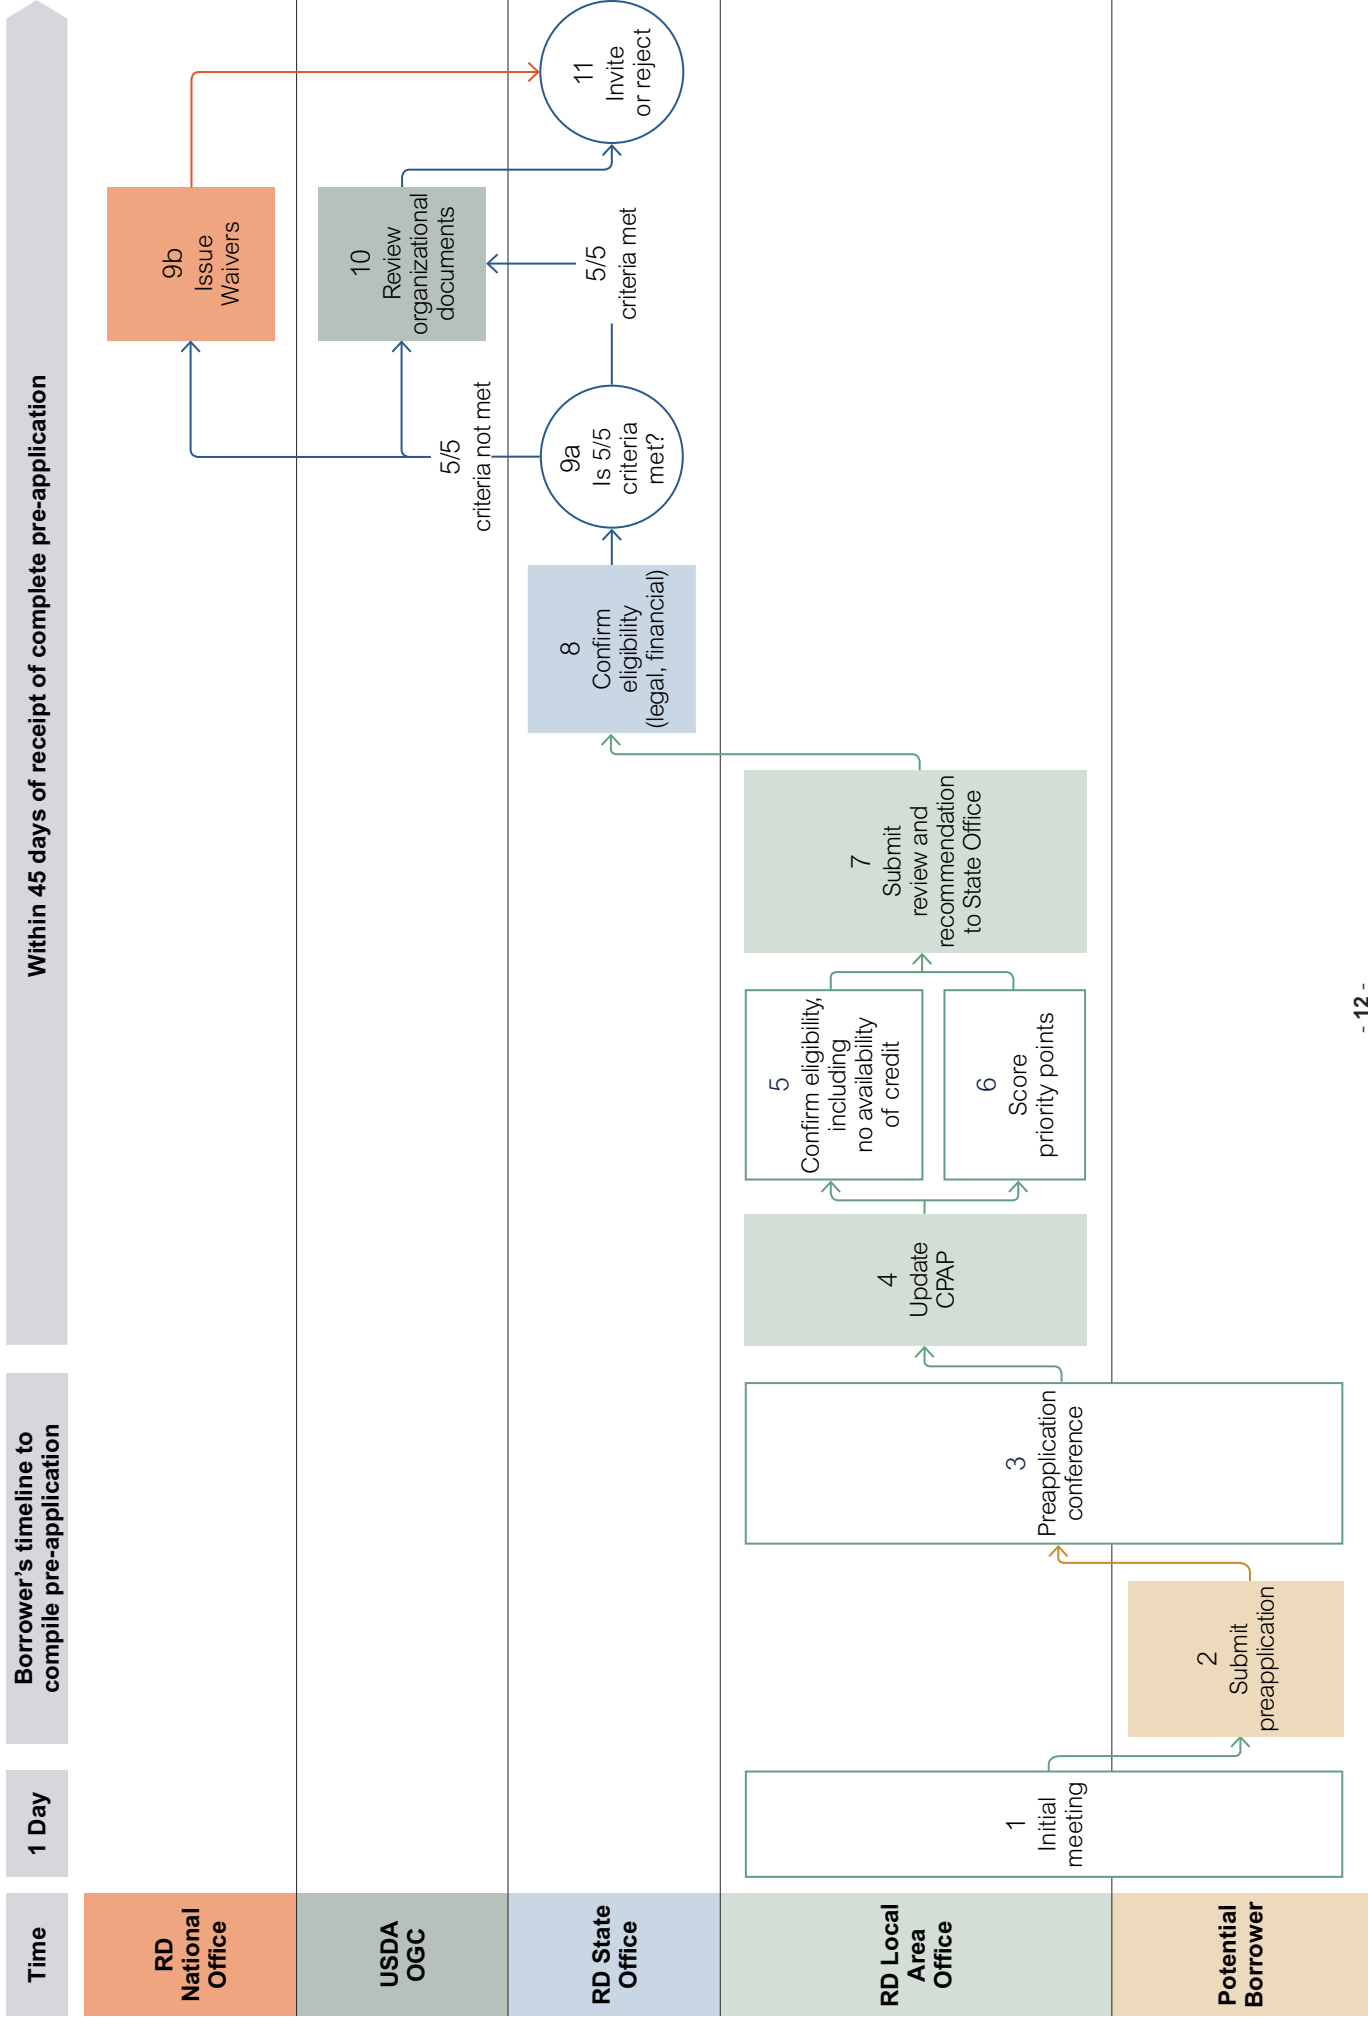 Time
1 Day
Borrower’s timeline to
compile pre-application
Within 45 days of receipt of complete pre-application
RD
National
Office
9b
Issue
Waivers
USDA
OGC
5/5
criteria not met
10
Review
organizational
documents
RD State
Office
8
Confirm
eligibility
(legal, financial)
9a
Is 5/5
criteria
met?
5/5
criteria met
11
Invite
or reject
RD Local
Area
Office
1
Initial
meeting
3
Preapplication
conference
4
Update
CPAP
5
Confirm eligibility,
including
no availability
of credit
6
Score
priority points
7
Submit
review and
recommendation
to State Office
Potential
Borrower
2
Submit
preapplication
- 12 -